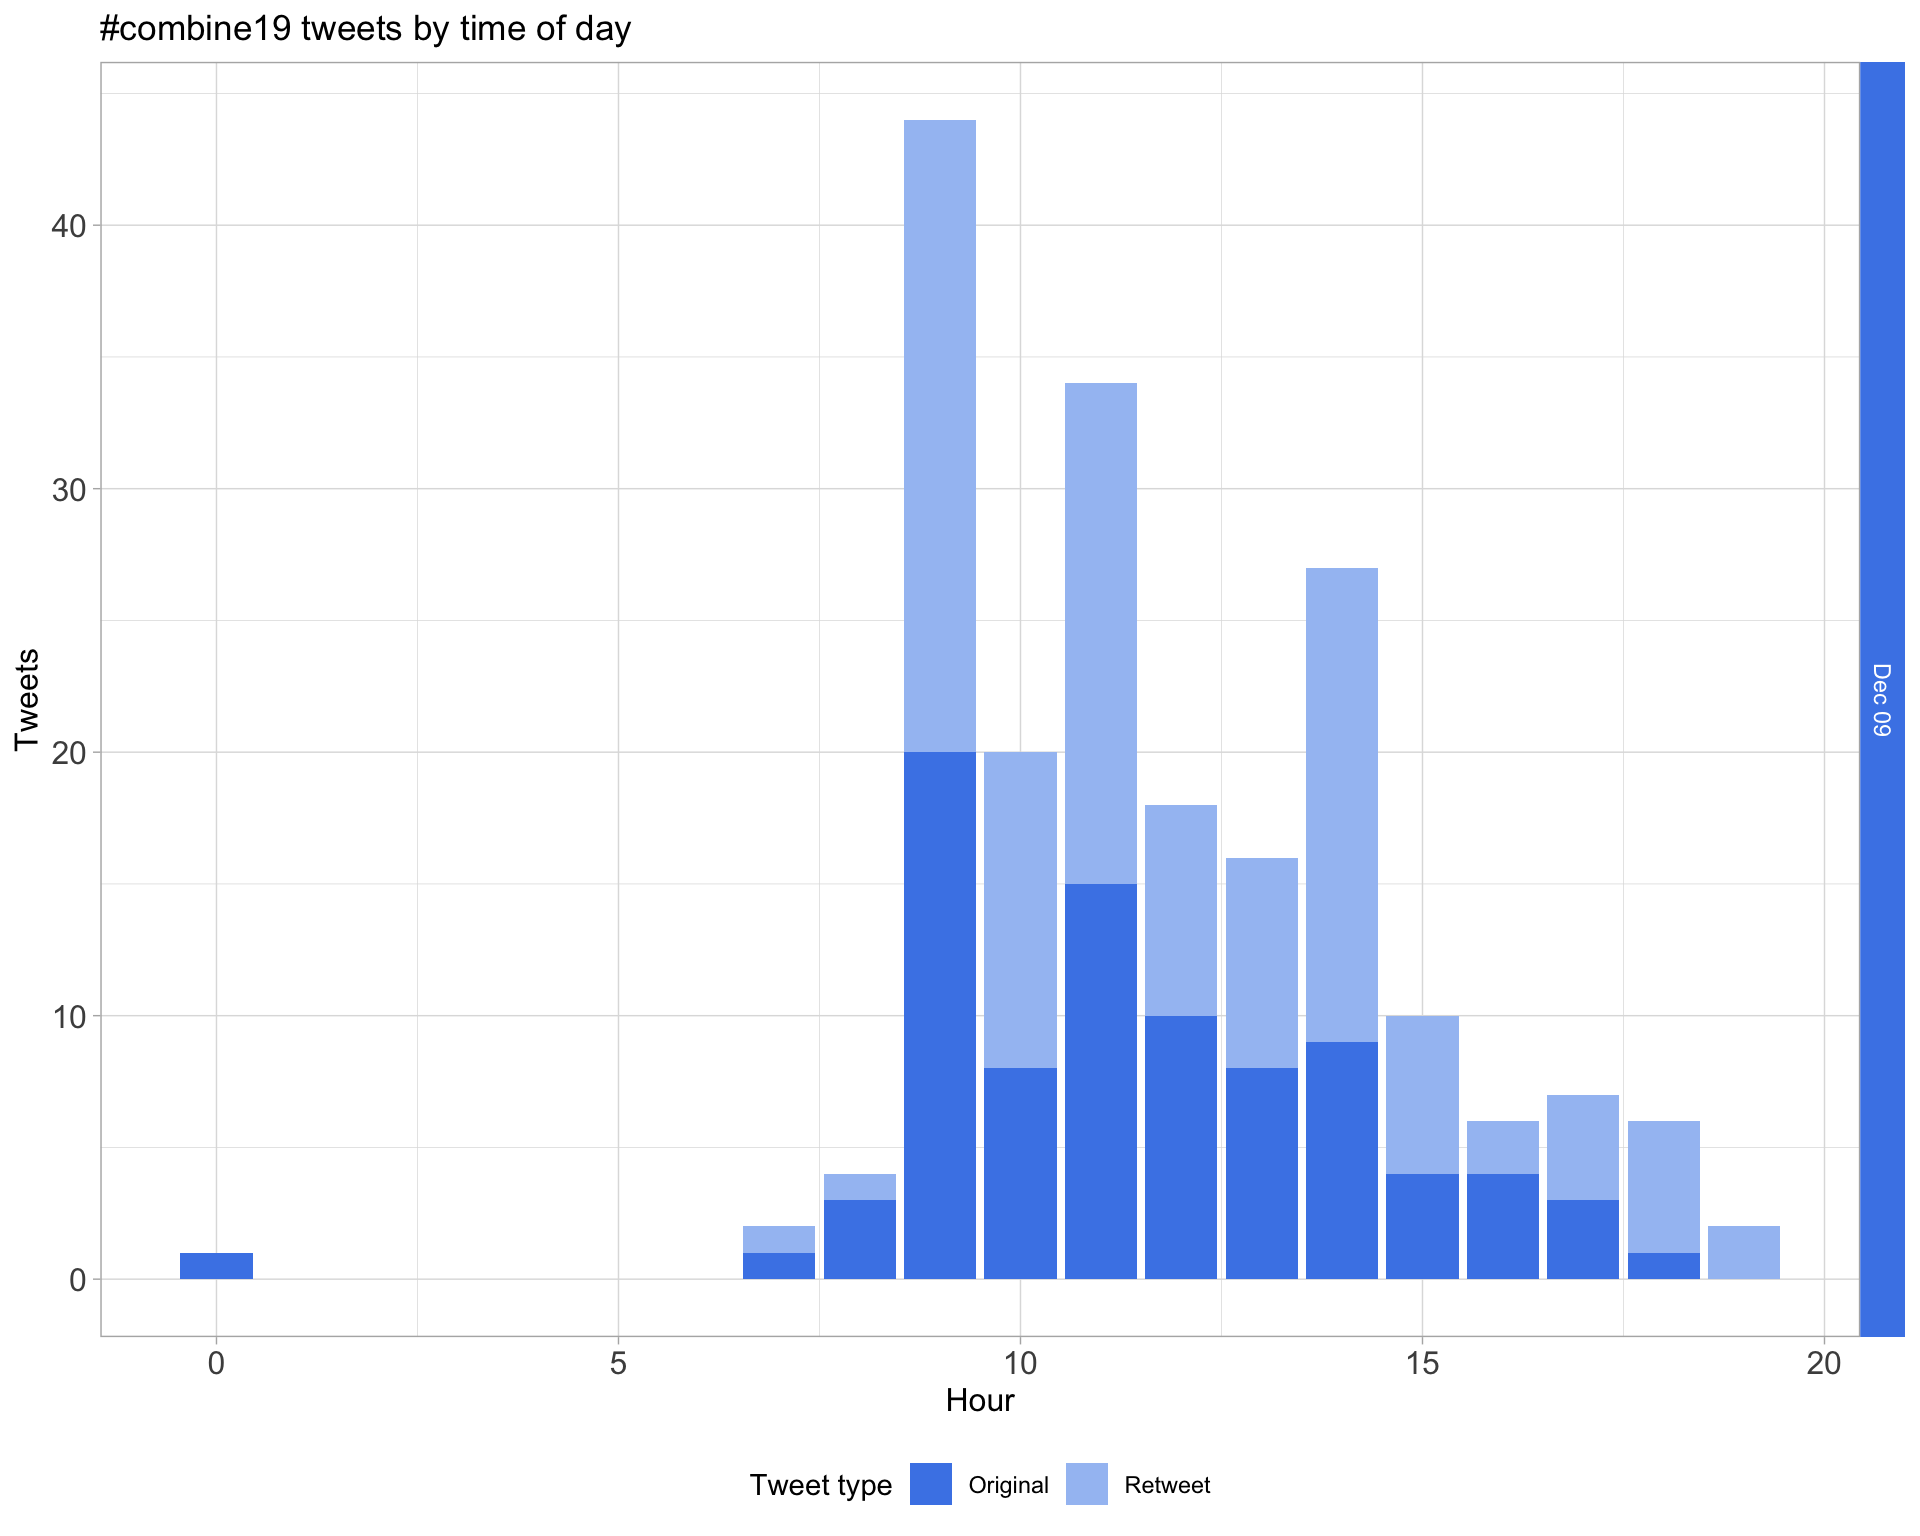 #combine19 tweets by time of day
Tweets
40
30
20
10
0
Dec 09
0 5 10 15 20
Hour
Tweet type Original Retweet